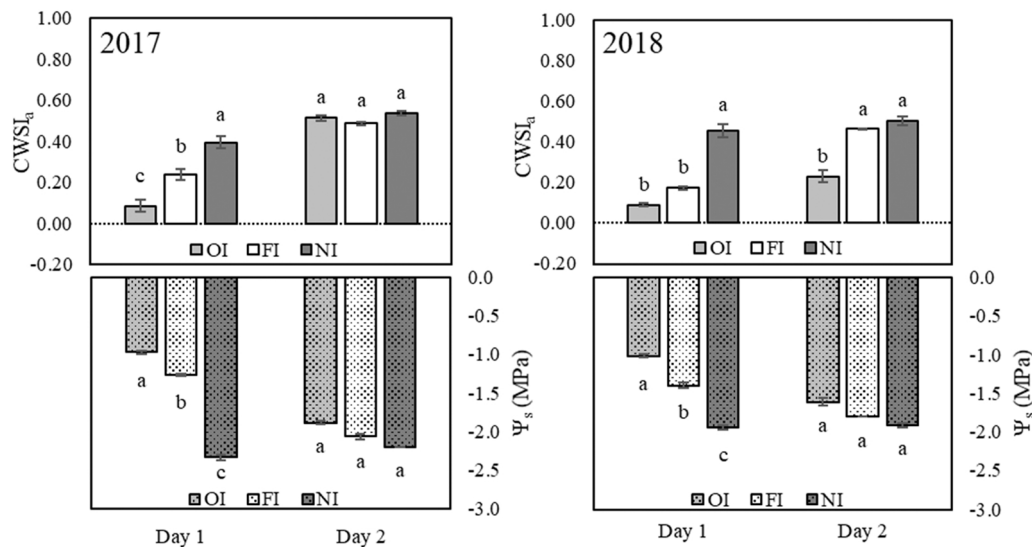 2017
1.00
0.80
0.60
0.40
0.20
0.00
-0.20
CWSIa
c
b
a
a
a
a
OI FI NI
0.0
-0.5
-1.0
-1.5
-2.0
-2.5
-3.0
Ψs (MPa)
a
b
c
a
a
a
OI FI NI
Day 1 Day 2
2018
1.00
0.80
0.60
0.40
0.20
0.00
-0.20
CWSIa
b
b
a
b
a
a
OI FI NI
0.0
-0.5
-1.0
-1.5
-2.0
-2.5
-3.0
Ψs (MPa)
a
b
c
a
a
a
OI FI NI
Day 1 Day 2